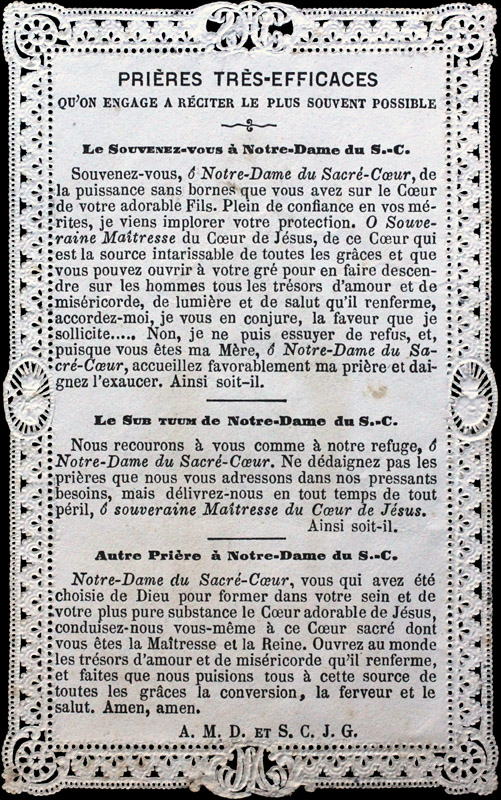 PRIÈRES TRÈS-EFFICACES
QU'ON ENGAGE A RÉCITER LE PLUS SOUVENT POSSIBLE
Le Souvenez-vous à Notre-Dame du S.-C.
Souvenez-vous, ô Notre-Dame du Sacré-Cœur, de
la puissance sans bornes que vous avez sur le Cœur
de votre adorable Fils. Plein de confiance en vos mé-
rites, je viens implorer votre protection. O Souve-
raine Maîtresse du Cœur de Jésus, de ce Cœur qui
est la source intarissable de toutes les grâces et que
vous pouvez ouvrir à votre gré pour en faire descen-
dre sur les hommes tous les trésors d'amour et de
miséricorde, de lumière et de salut qu'il renferme,
accordez-moi, je vous en conjure, la faveur que je
sollicite..... Non, je ne puis essuyer de refus, et,
puisque vous êtes ma Mère, ô Notre-Dame du Sa-
cré-Cœur, accueillez favorablement ma prière et dai-
gnez l'exaucer. Ainsi soit-il.
Le Sub tuum de Notre-Dame du S.-C.
Nous recourons à vous comme à notre refuge, ô
Notre-Dame du Sacré-Cœur. Ne dédaignez pas les
prières que nous vous adressons dans nos pressants
besoins, mais délivrez-nous en tout temps de tout
péril, ô souveraine Maîtresse du Cœur de Jésus.
Ainsi soit-il.
Autre Prière à Notre-Dame du S.-C.
Notre-Dame du Sacré-Cœur, vous qui avez été
choisie de Dieu pour former dans votre sein et de
votre plus pure substance le Cœur adorable de Jésus,
conduisez-nous vous-même à ce Cœur sacré dont
vous êtes la Maîtresse et la Reine. Ouvrez au monde
les trésors d'amour et de miséricorde qu'il renferme,
et faites que nous puisions tous à cette source de
toutes les grâces la conversion, la ferveur et le
salut. Amen, amen.
A. M. D. ET S. C. J. G.